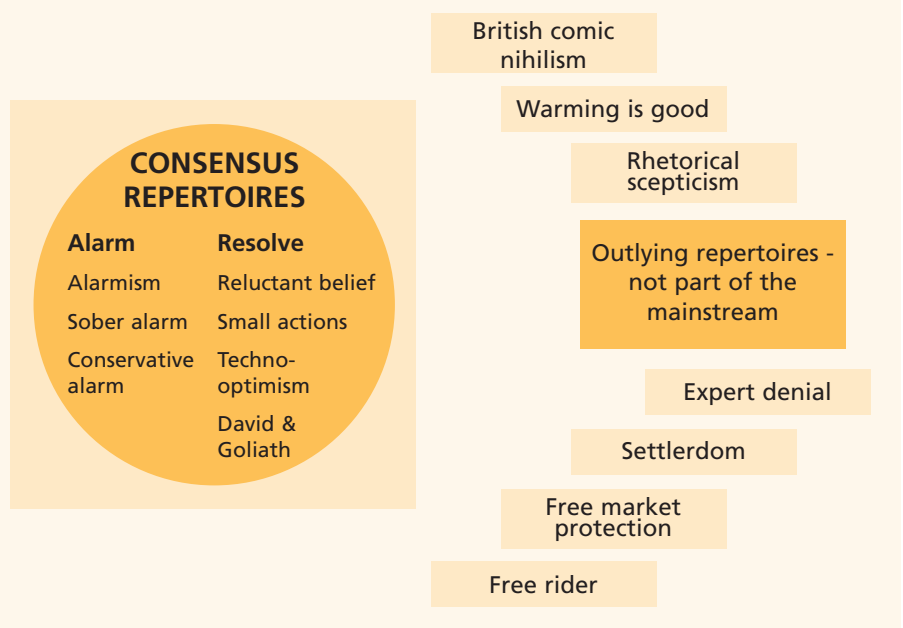 CONSENSUS
REPERTOIRES
Alarm
Alarmism
Sober alarm
Conservative
alarm
Resolve
Reluctant belief
Small actions
Techno-
optimism
David &
Goliath
British comic
nihilism
Warming is good
Rhetorical
scepticism
Outlying repertoires -
not part of the
mainstream
Expert denial
Settlerdom
Free market
protection
Free rider